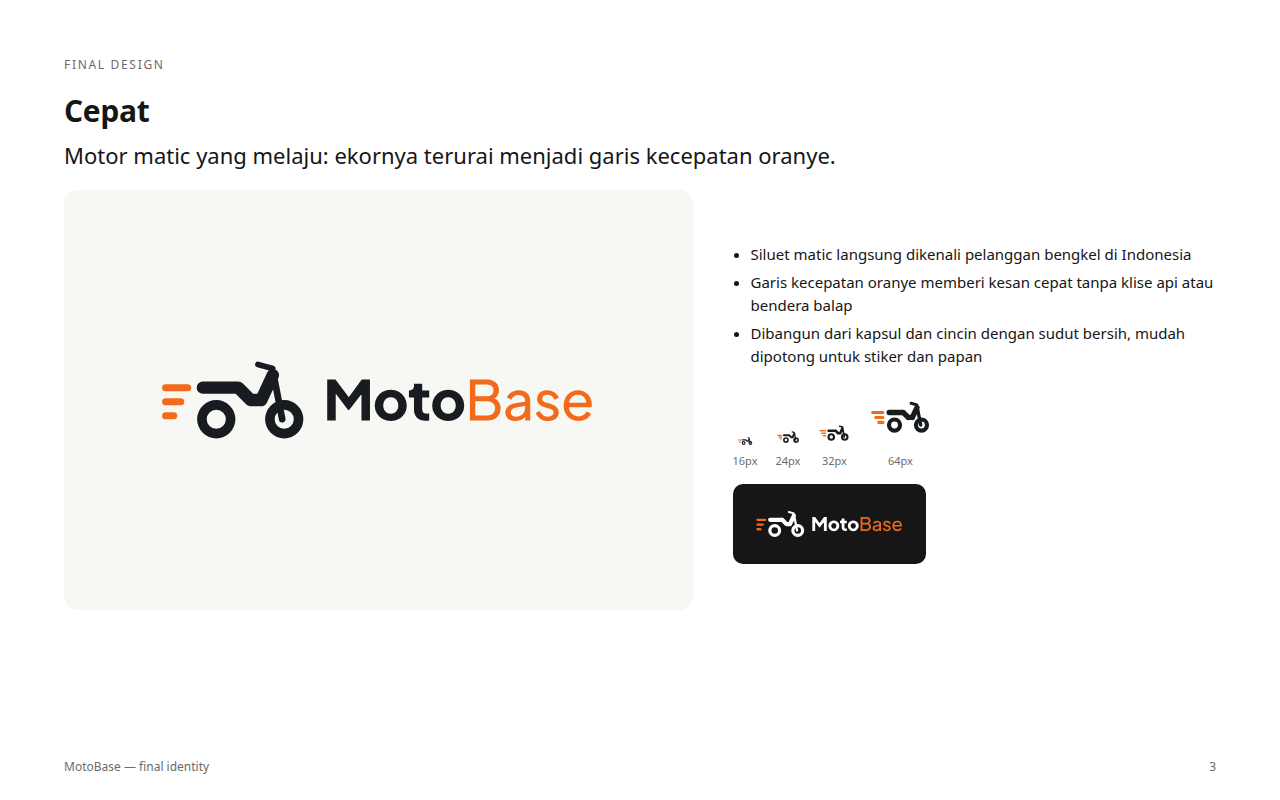 FINAL DESIGN
Cepat
Motor matic yang melaju: ekornya terurai menjadi garis kecepatan oranye.
MotoBase
• Siluet matic langsung dikenali pelanggan bengkel di Indonesia
• Garis kecepatan oranye memberi kesan cepat tanpa klise api atau
bendera balap
• Dibangun dari kapsul dan cincin dengan sudut bersih, mudah
dipotong untuk stiker dan papan
16px 24px 32px 64px
MotoBase
MotoBase — final identity
3